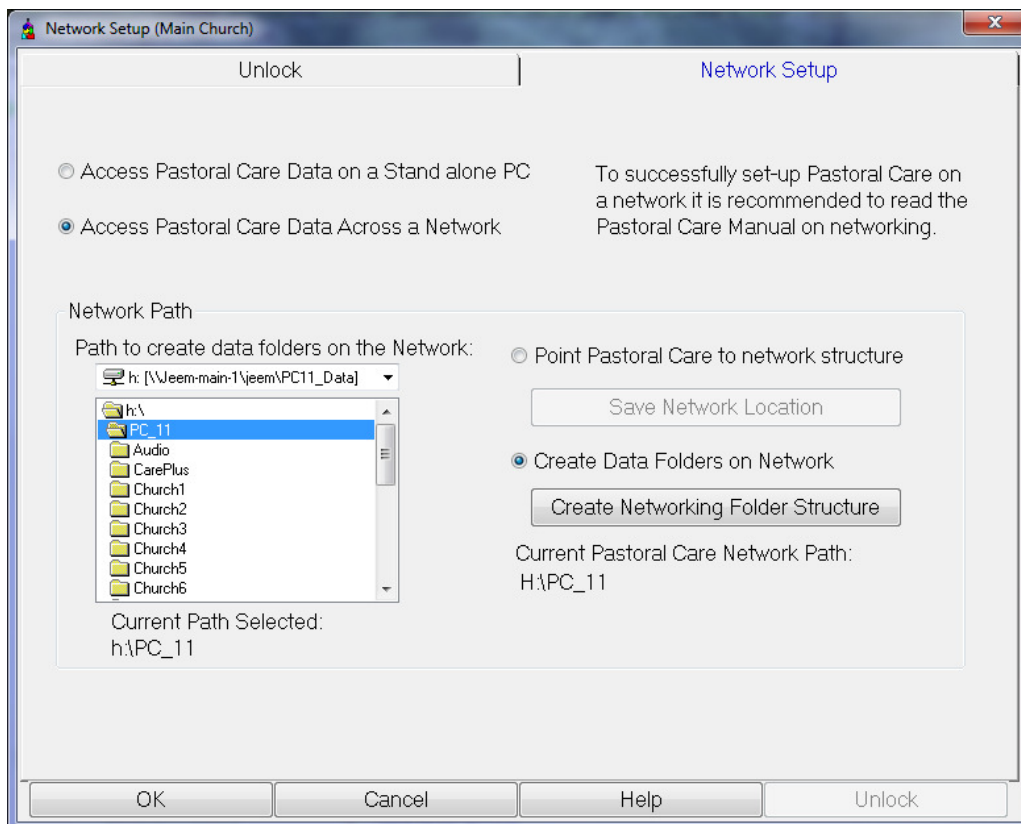 Network Setup (Main Church)
Unlock
Network Setup
Access Pastoral Care Data on a Stand alone PC
Access Pastoral Care Data Across a Network
To successfully set-up Pastoral Care on
a network it is recommended to read the
Pastoral Care Manual on networking.
Network Path
Path to create data folders on the Network:
h: [\\Jeem-main-1\jeem\PC11_Data]
h:\
PC_11
Audio
CarePlus
Church1
Church2
Church3
Church4
Church5
Church6
Current Path Selected:
h:\PC_11
Point Pastoral Care to network structure
Save Network Location
Create Data Folders on Network
Create Networking Folder Structure
Current Pastoral Care Network Path:
H:\PC_11
OK
Cancel
Help
Unlock